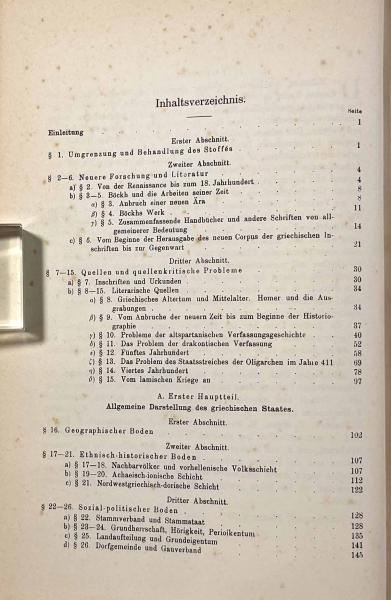 Inhaltsverzeichnis.
Seite
Einleitung 1
Erster Abschnitt.
§ 1. Umgrenzung und Behandlung des Stoffes 1
Zweiter Abschnitt.
§ 2–6. Neuere Forschung und Literatur 4
a) § 2. Von der Renaissance bis zum 18. Jahrhundert 4
b) § 3–5. Böckh und die Arbeiten seiner Zeit 8
α) § 3. Anbruch einer neuen Ära 8
β) § 4. Böckhs Werk 11
γ) § 5. Zusammenfassende Handbücher und andere Schriften von all-
gemeinerer Bedeutung 14
c) § 6. Vom Beginne der Herausgabe des neuen Corpus der griechischen In-
schriften bis zur Gegenwart 21
Dritter Abschnitt.
§ 7–15. Quellen und quellenkritische Probleme 30
a) § 7. Inschriften und Urkunden 30
b) § 8–15. Literarische Quellen 34
α) § 8. Griechisches Altertum und Mittelalter. Homer und die Aus-
grabungen 34
β) § 9. Vom Anbruche der neuern Zeit bis zum Beginne der Historio-
graphie 37
γ) § 10. Probleme der altspartanischen Verfassungsgeschichte 40
δ) § 11. Das Problem der drakontischen Verfassung 52
ε) § 12. Fünftes Jahrhundert 58
ζ) § 13. Das Problem des Staatsstreiches der Oligarchen im Jahre 411 69
η) § 14. Viertes Jahrhundert 78
ϑ) § 15. Vom lamischen Kriege an 97
A. Erster Hauptteil.
Allgemeine Darstellung des griechischen Staates.
Erster Abschnitt.
§ 16. Geographischer Boden 102
Zweiter Abschnitt.
§ 17–21. Ethnisch-historischer Boden 107
a) § 17–18. Nachbarvölker und vorhellenische Volksschicht 107
b) § 19–20. Achaeisch-ionische Schicht 112
c) § 21. Nordwestgriechisch-dorische Schicht 122
Dritter Abschnitt.
§ 22–26. Sozial-politischer Boden 128
a) § 22. Stammverband und Stammstaat 128
b) § 23–24. Grundherrschaft, Hörigkeit, Periokentum 135
c) § 25. Landaufteilung und Grundeigentum 141
d) § 26. Dorfgemeinde und Gauverband 145